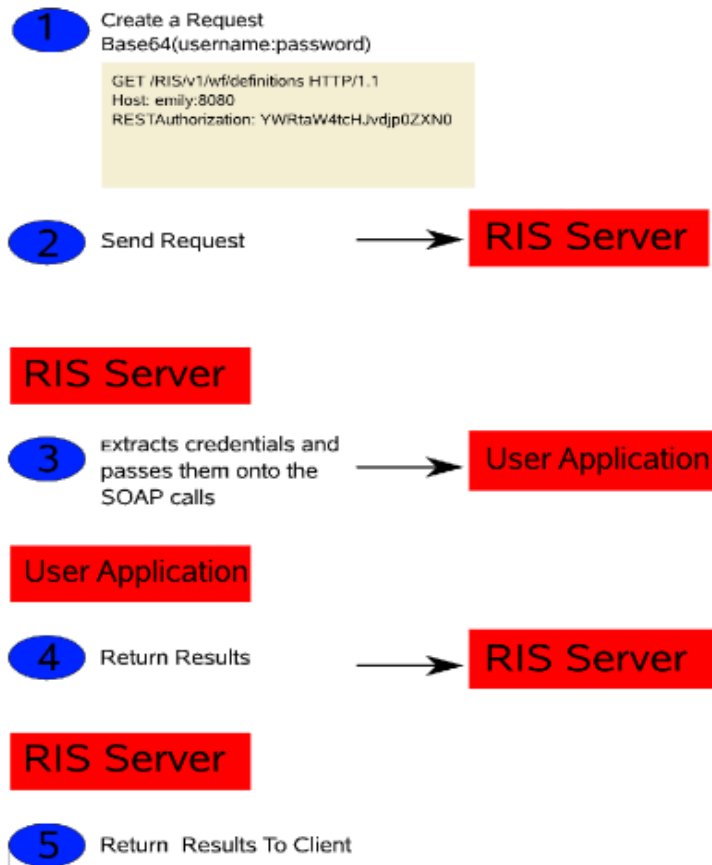 1
Create a Request
Base64(username:password)
GET /RIS/v1/wf/definitions HTTP/1.1
Host: emily:8080
RESTAuthorization: YWRtaW4tcHJvdjp0ZXN0
2
Send Request
RIS Server
RIS Server
3
Extracts credentials and
passes them onto the
SOAP calls
User Application
User Application
4
Return Results
RIS Server
RIS Server
5
Return Results To Client